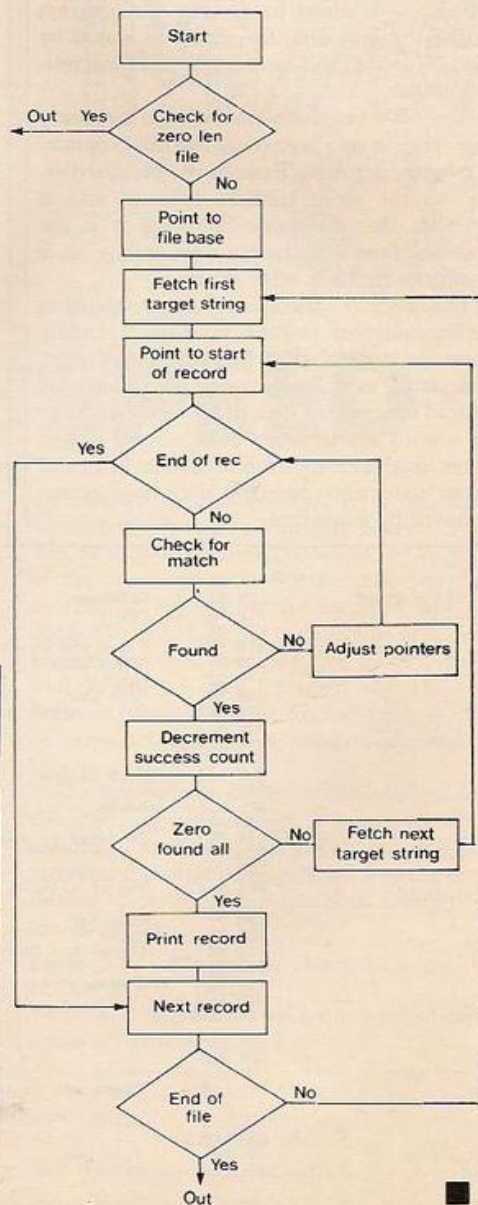 Start
Out Yes
Check for
zero len
file
No
Point to
file base
Fetch first
target string
Point to start
of record
Yes
End of rec
No
Check for
match
Found
No
Adjust pointers
Yes
Decrement
success count
Zero
found all
No
Fetch next
target string
Yes
Print record
Next record
End of
file
No
Yes
Out